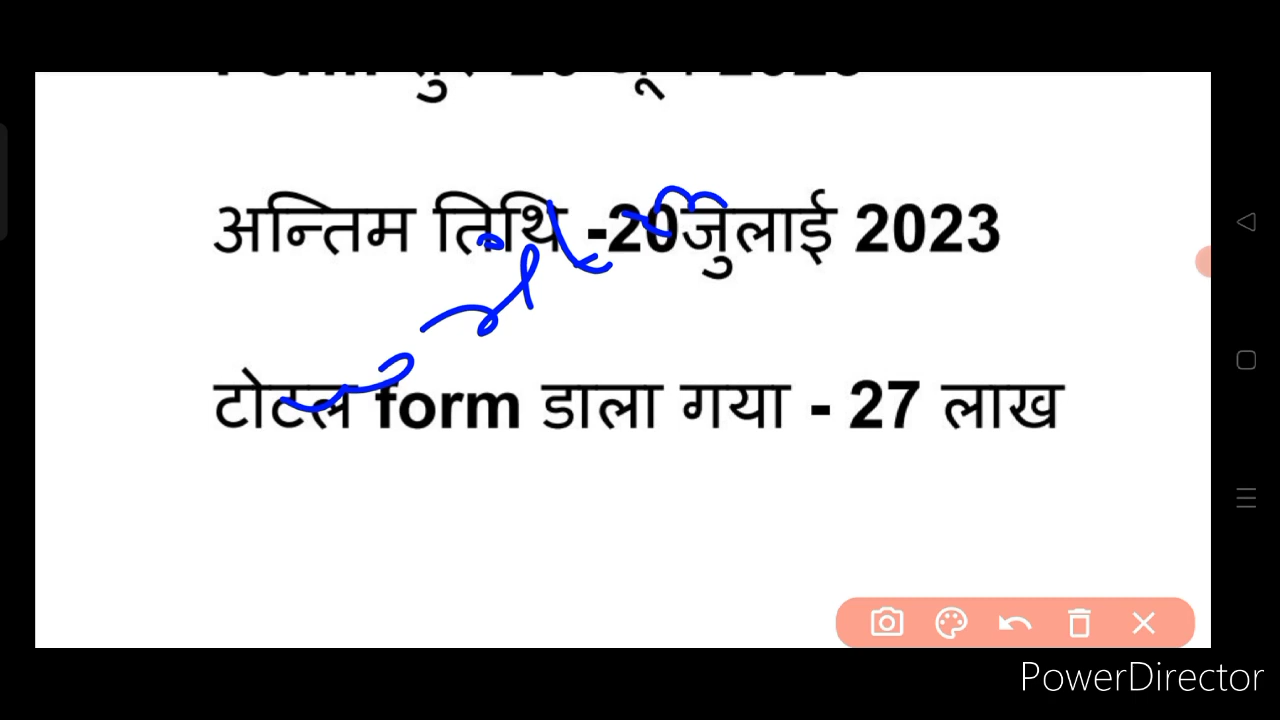 अन्तिम तिथि -20जुलाई 2023
टोटल form डाला गया - 27 लाख
PowerDirector